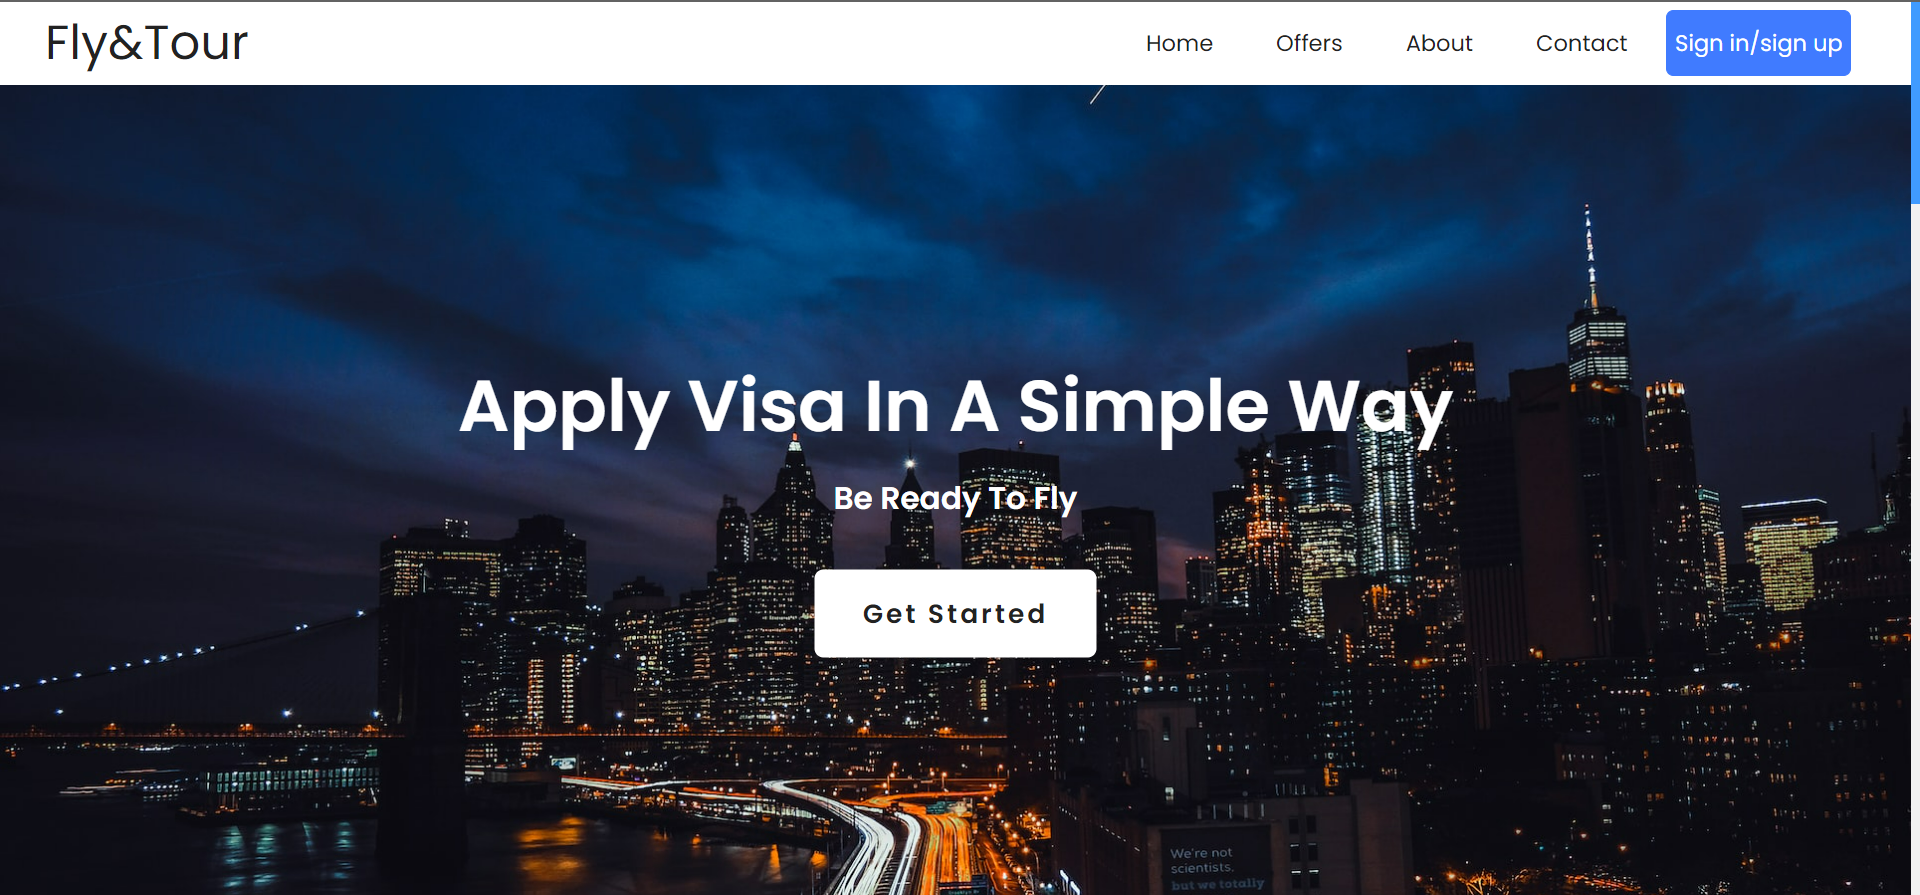 Fly&Tour
Home
Offers
About
Contact
Sign in/sign up
Apply Visa In A Simple Way
Be Ready To Fly
Get Started
We're not
scientists,
but we totally